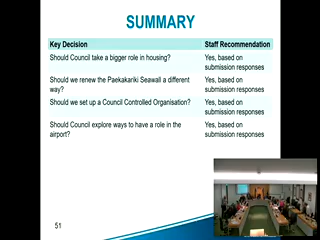 SUMMARY
Key Decision Staff Recommendation
Should Council take a bigger role in housing? Yes, based on
submission responses
Should we renew the Paekakariki Seawall a different Yes, based on
way? submission responses
Should we set up a Council Controlled Organisation? Yes, based on
submission responses
Should Council explore ways to have a role in the Yes, based on
airport? submission responses
51